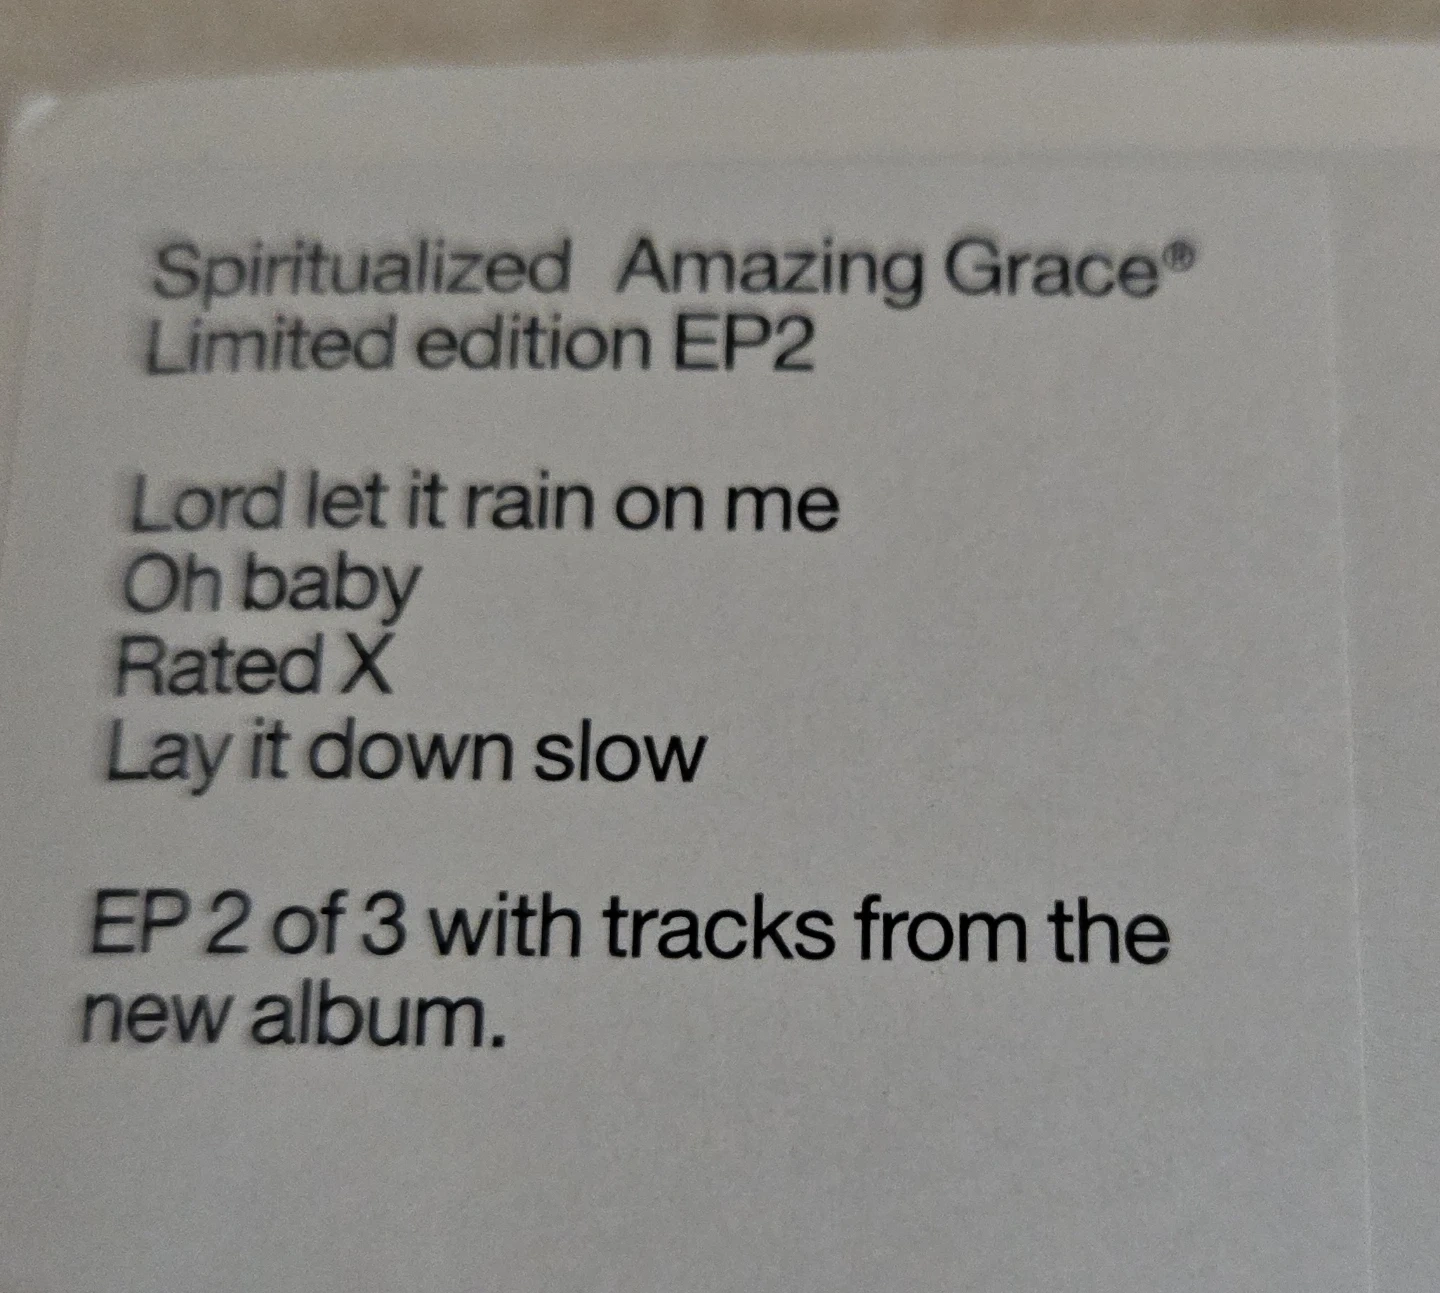 Spiritualized Amazing Grace®
Limited edition EP2
Lord let it rain on me
Oh baby
Rated X
Lay it down slow
EP 2 of 3 with tracks from the
new album.